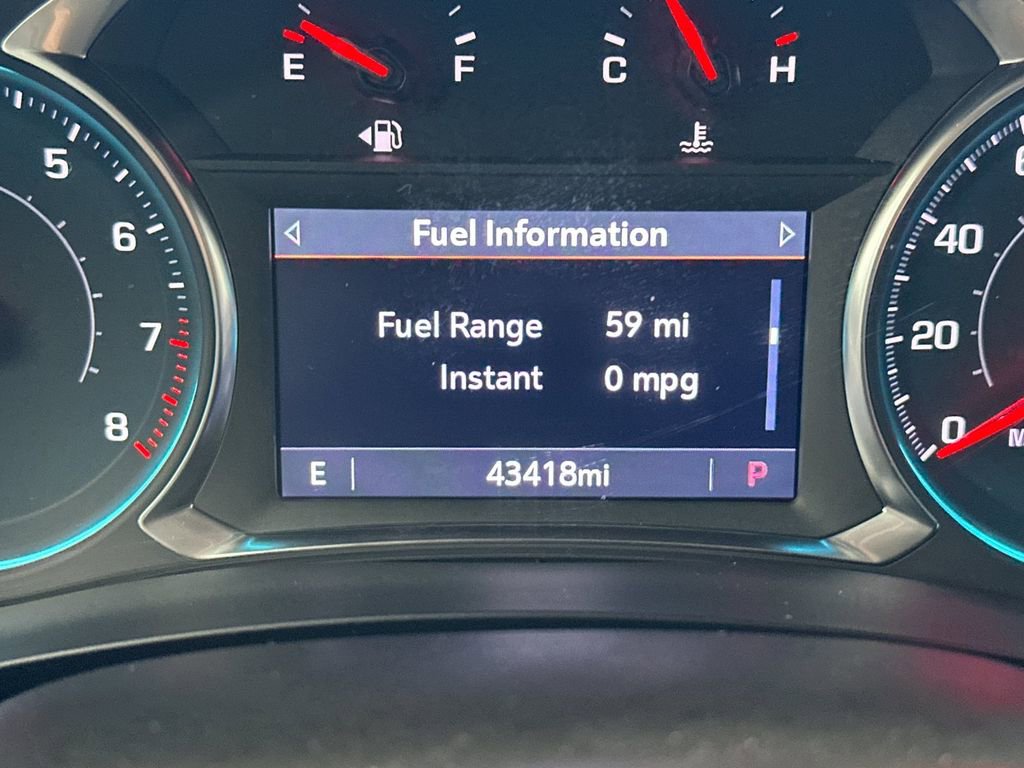 E F C H
5
6
7
8
Fuel Information
Fuel Range 59 mi
Instant 0 mpg
E 43418mi P
40
20
0
M